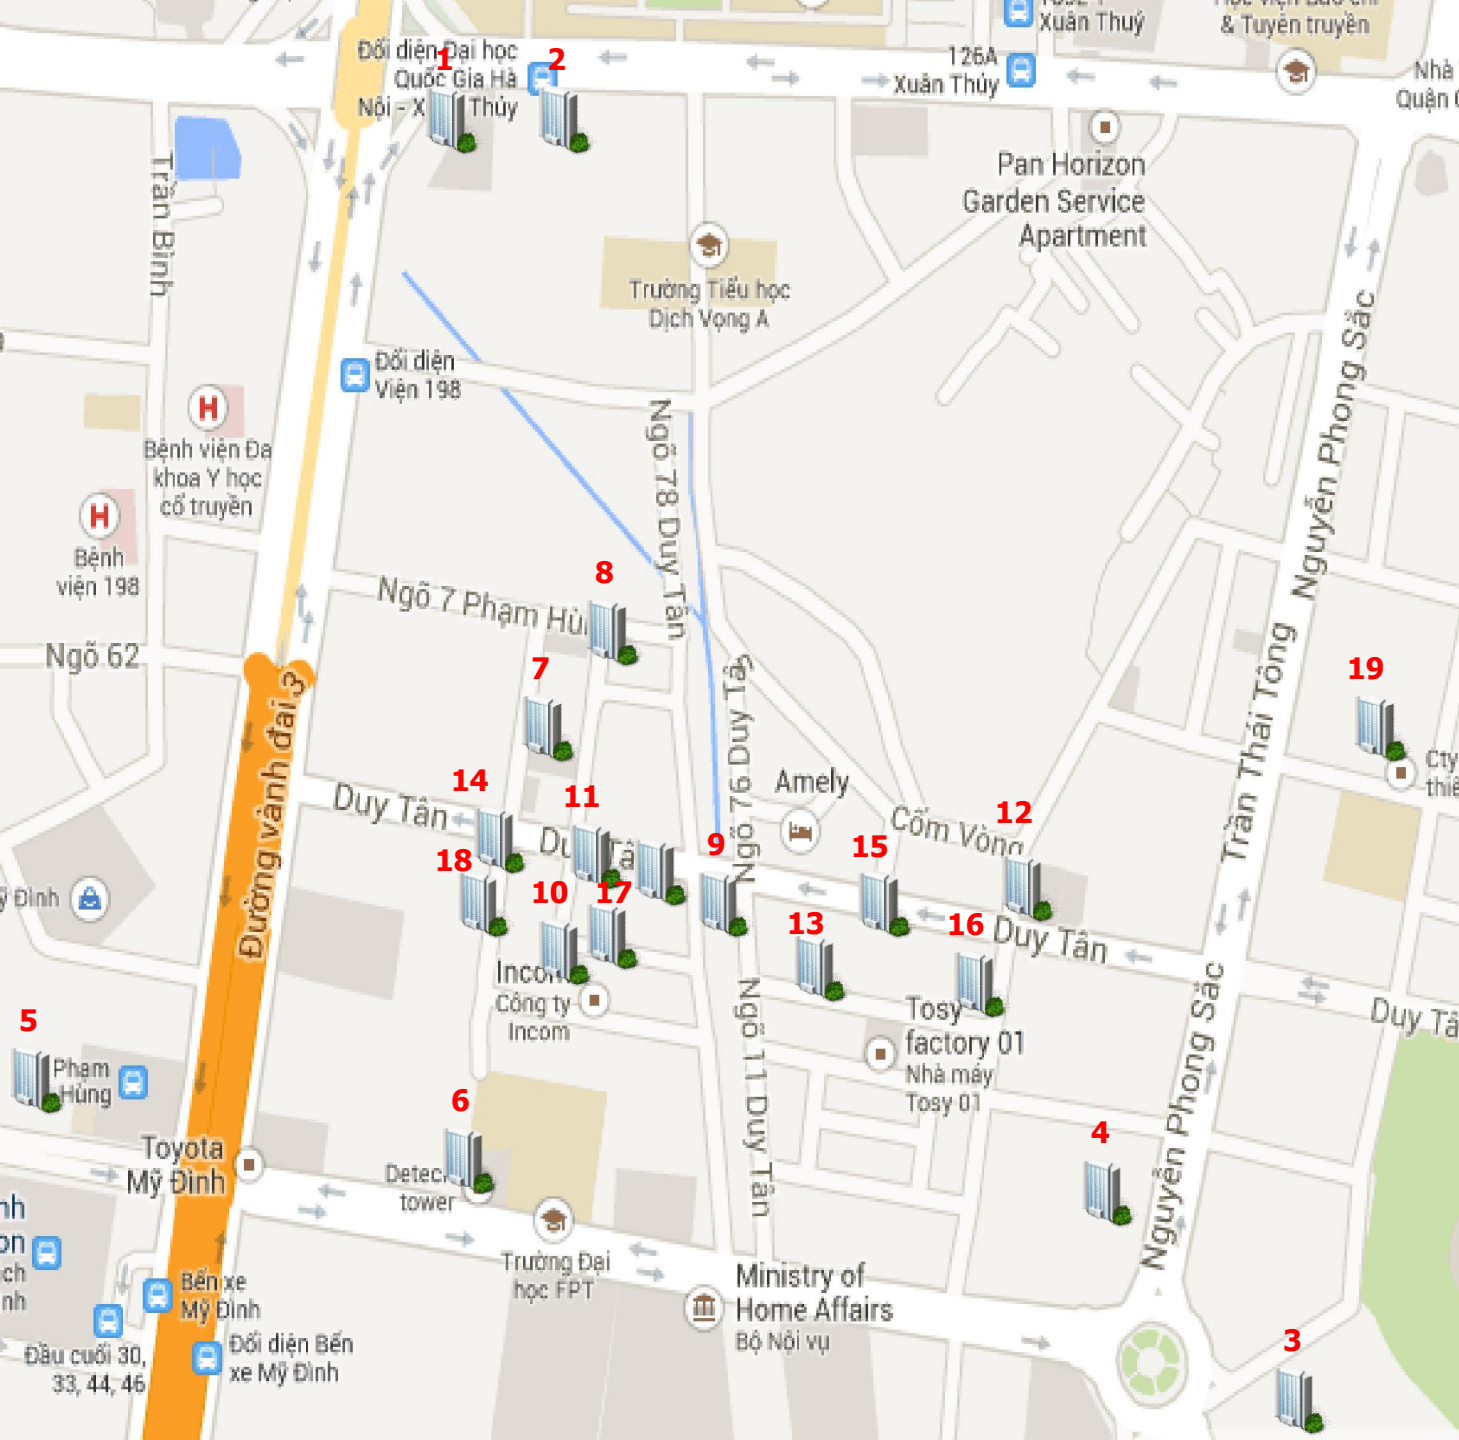 1
2
Đối diện Đại học
Quốc Gia Hà
Thủy
126A
Xuân Thủy
Xuân Thuỷ
& Tuyên truyền
Nhà
Quận
Trần Bình
Pan Horizon
Garden Service
Apartment
Trường Tiểu học
Dịch Vọng A
Đối diện
Viện 198
Bệnh viện Đa
khoa Y học
cổ truyền
Bệnh
viện 198
Ngõ 62
Ngõ 78 Duy Tân
Nguyễn Phong Sắc
8
Ngõ 7 Phạm
7
Trần Thái Tông
19
Cty
Đường vành đai 3
Ngõ 76 Duy
14
11
Duy Tân
Amely
Cốm Vòng
12
9
15
18
10
17
13
16
Duy Tân
Duy
Công ty
Incom
Tosy
factory 01
Nhà máy
Tosy 01
Ngõ 11 Duy Tân
Nguyễn Phong Sắc
5
Phạm
Hùng
6
4
Toyota
Mỹ Đình
tower
Trường Đại
học FPT
Ministry of
Home Affairs
Bộ Nội vụ
Bến xe
Mỹ Đình
Đối diện Bến
xe Mỹ Đình
Đầu cuối 30,
33, 44, 46
3